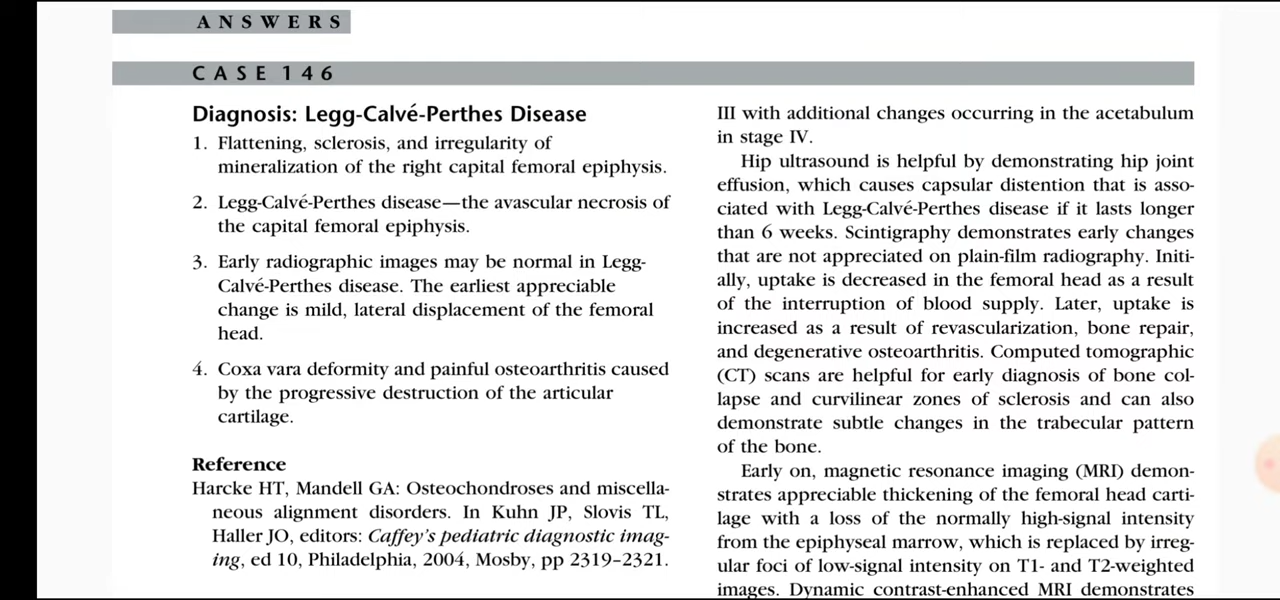 ANSWERS
CASE 146
Diagnosis: Legg-Calvé-Perthes Disease
1. Flattening, sclerosis, and irregularity of
mineralization of the right capital femoral epiphysis.
2. Legg-Calvé-Perthes disease—the avascular necrosis of
the capital femoral epiphysis.
3. Early radiographic images may be normal in Legg-
Calvé-Perthes disease. The earliest appreciable
change is mild, lateral displacement of the femoral
head.
4. Coxa vara deformity and painful osteoarthritis caused
by the progressive destruction of the articular
cartilage.
Reference
Harcke HT, Mandell GA: Osteochondroses and miscella-
neous alignment disorders. In Kuhn JP, Slovis TL,
Haller JO, editors: Caffey's pediatric diagnostic imag-
ing, ed 10, Philadelphia, 2004, Mosby, pp 2319–2321.
III with additional changes occurring in the acetabulum
in stage IV.
Hip ultrasound is helpful by demonstrating hip joint
effusion, which causes capsular distention that is asso-
ciated with Legg-Calvé-Perthes disease if it lasts longer
than 6 weeks. Scintigraphy demonstrates early changes
that are not appreciated on plain-film radiography. Initi-
ally, uptake is decreased in the femoral head as a result
of the interruption of blood supply. Later, uptake is
increased as a result of revascularization, bone repair,
and degenerative osteoarthritis. Computed tomographic
(CT) scans are helpful for early diagnosis of bone col-
lapse and curvilinear zones of sclerosis and can also
demonstrate subtle changes in the trabecular pattern
of the bone.
Early on, magnetic resonance imaging (MRI) demon-
strates appreciable thickening of the femoral head carti-
lage with a loss of the normally high-signal intensity
from the epiphyseal marrow, which is replaced by irreg-
ular foci of low-signal intensity on T1- and T2-weighted
images. Dynamic contrast-enhanced MRI demonstrates